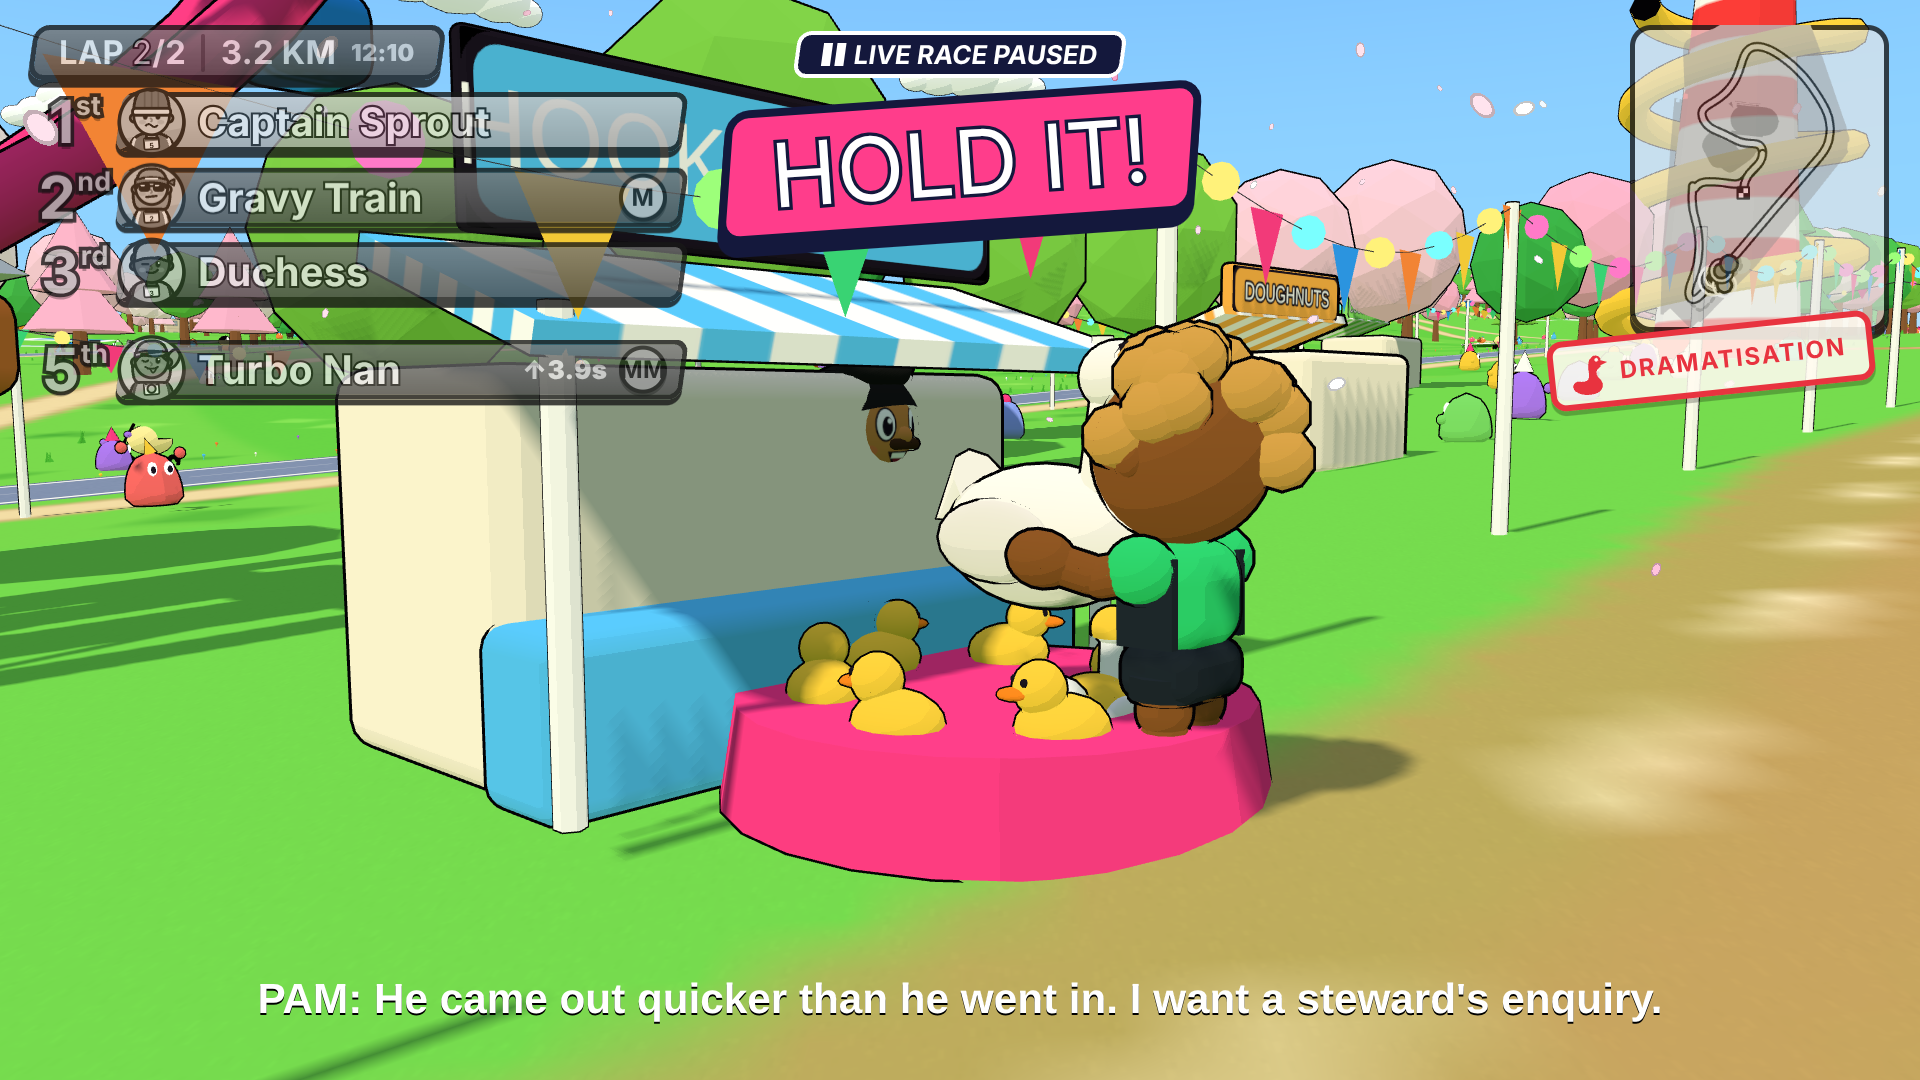 LAP 2/2 3.2 KM 12:10
LIVE RACE PAUSED
HOLD IT!
1st Captain Sprout
2nd Gravy Train M
3rd Duchess
5th Turbo Nan ↑3.9s MM
HOOK
DOUGHNUTS
DRAMATISATION
PAM: He came out quicker than he went in. I want a steward's enquiry.